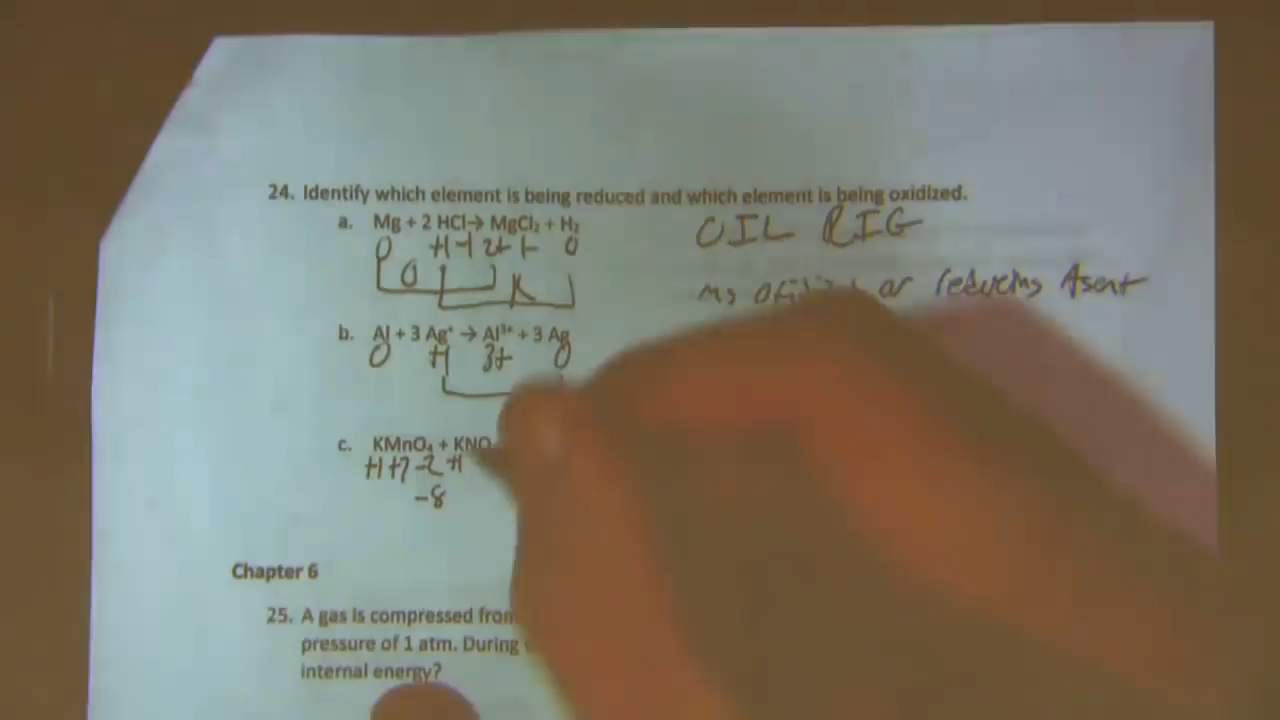 24. Identify which element is being reduced and which element is being oxidized.
a. Mg + 2 HCl→ MgCl₂ + H₂
OIL RIG
0 +1 -1 2+ 1- 0
O R
or reducing Agent
b. Al + 3 Ag⁺ → Al³⁺ + 3 Ag
0 +1 3+ 0
c. KMnO₄ + KNO
+1 +7 -2 +1
-8
Chapter 6
25. A gas is compressed from
pressure of 1 atm. During
internal energy?